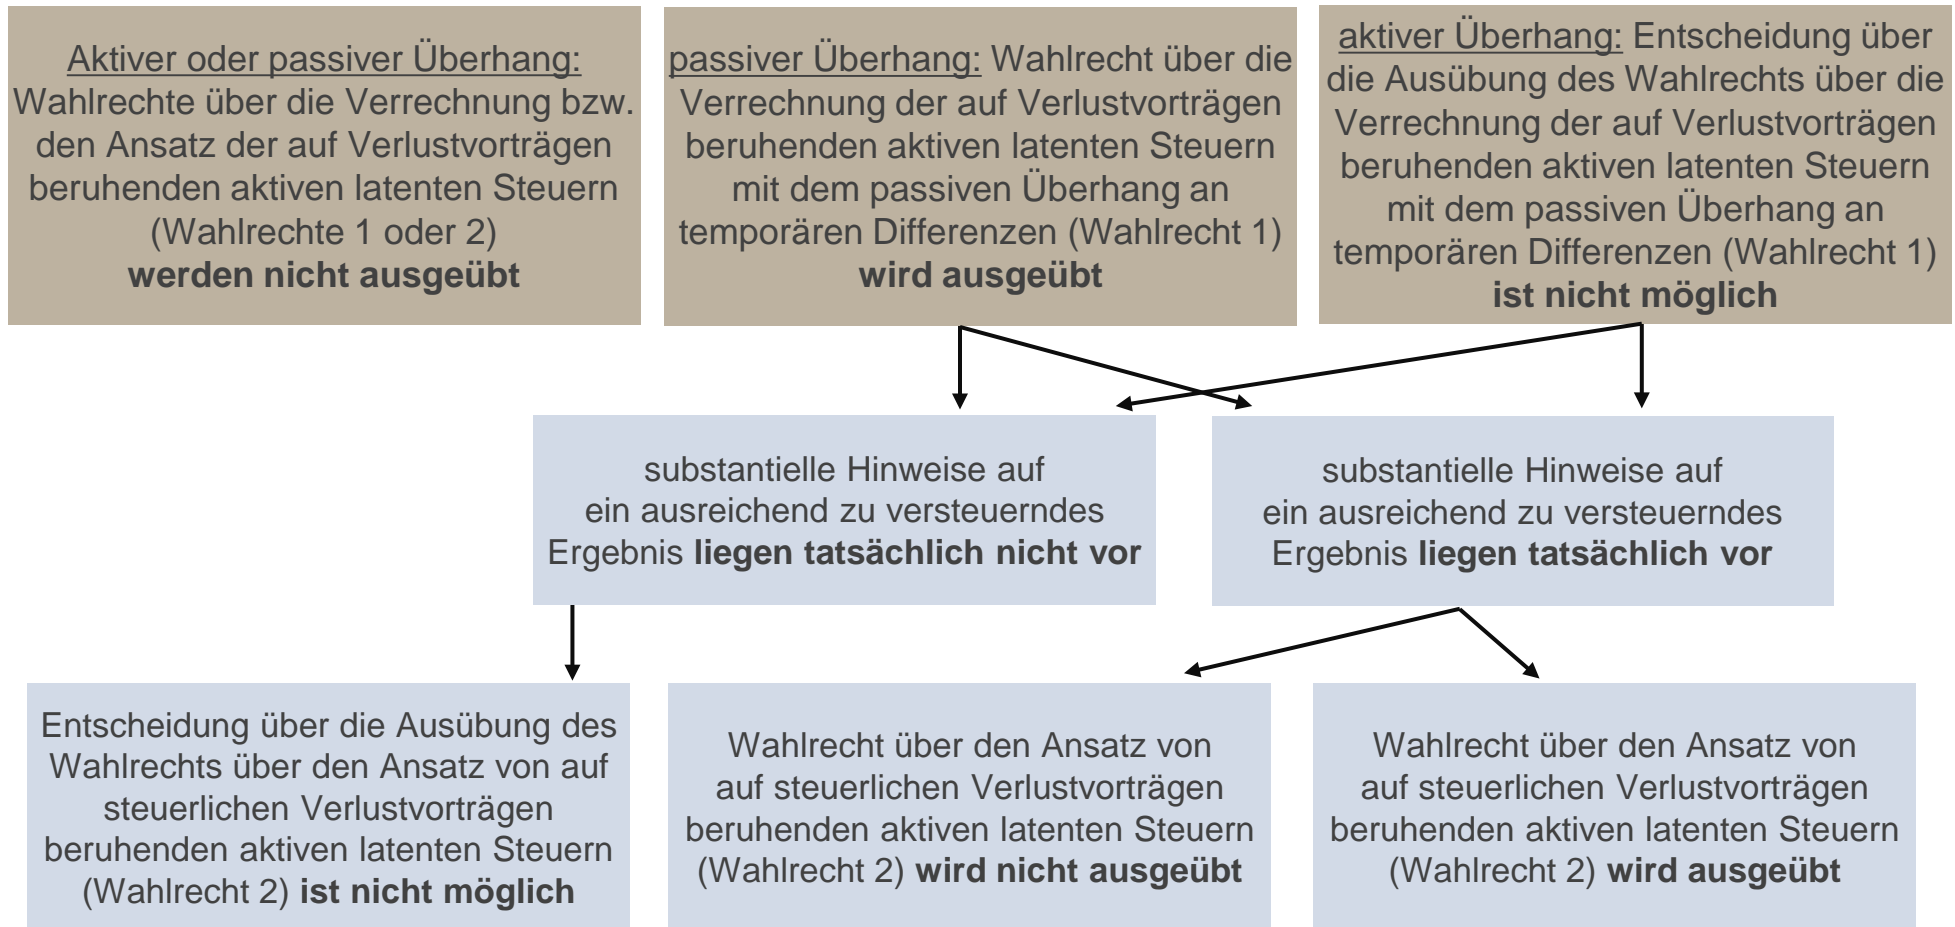 Aktiver oder passiver Überhang:
Wahlrechte über die Verrechnung bzw.
den Ansatz der auf Verlustvorträgen
beruhenden aktiven latenten Steuern
(Wahlrechte 1 oder 2)
werden nicht ausgeübt
passiver Überhang: Wahlrecht über die
Verrechnung der auf Verlustvorträgen
beruhenden aktiven latenten Steuern
mit dem passiven Überhang an
temporären Differenzen (Wahlrecht 1)
wird ausgeübt
aktiver Überhang: Entscheidung über
die Ausübung des Wahlrechts über die
Verrechnung der auf Verlustvorträgen
beruhenden aktiven latenten Steuern
mit dem passiven Überhang an
temporären Differenzen (Wahlrecht 1)
ist nicht möglich
substantielle Hinweise auf
ein ausreichend zu versteuerndes
Ergebnis liegen tatsächlich nicht vor
substantielle Hinweise auf
ein ausreichend zu versteuerndes
Ergebnis liegen tatsächlich vor
Entscheidung über die Ausübung des
Wahlrechts über den Ansatz von auf
steuerlichen Verlustvorträgen
beruhenden aktiven latenten Steuern
(Wahlrecht 2) ist nicht möglich
Wahlrecht über den Ansatz von
auf steuerlichen Verlustvorträgen
beruhenden aktiven latenten Steuern
(Wahlrecht 2) wird nicht ausgeübt
Wahlrecht über den Ansatz von
auf steuerlichen Verlustvorträgen
beruhenden aktiven latenten Steuern
(Wahlrecht 2) wird ausgeübt